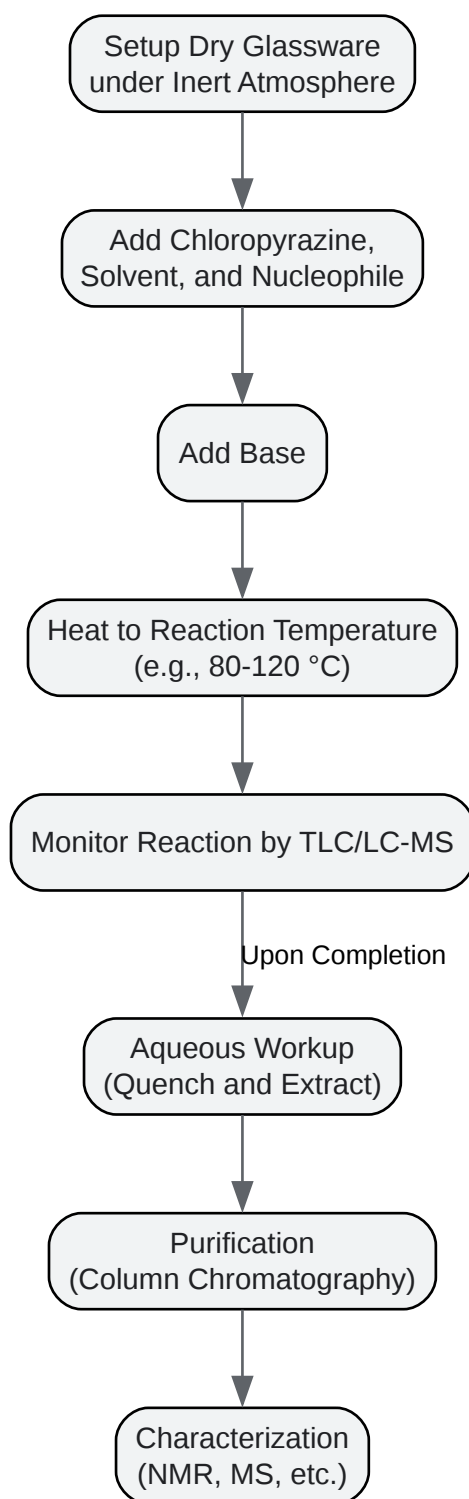 Setup Dry Glassware
under Inert Atmosphere
Add Chloropyrazine,
Solvent, and Nucleophile
Add Base
Heat to Reaction Temperature
(e.g., 80-120 °C)
Monitor Reaction by TLC/LC-MS
Upon Completion
Aqueous Workup
(Quench and Extract)
Purification
(Column Chromatography)
Characterization
(NMR, MS, etc.)